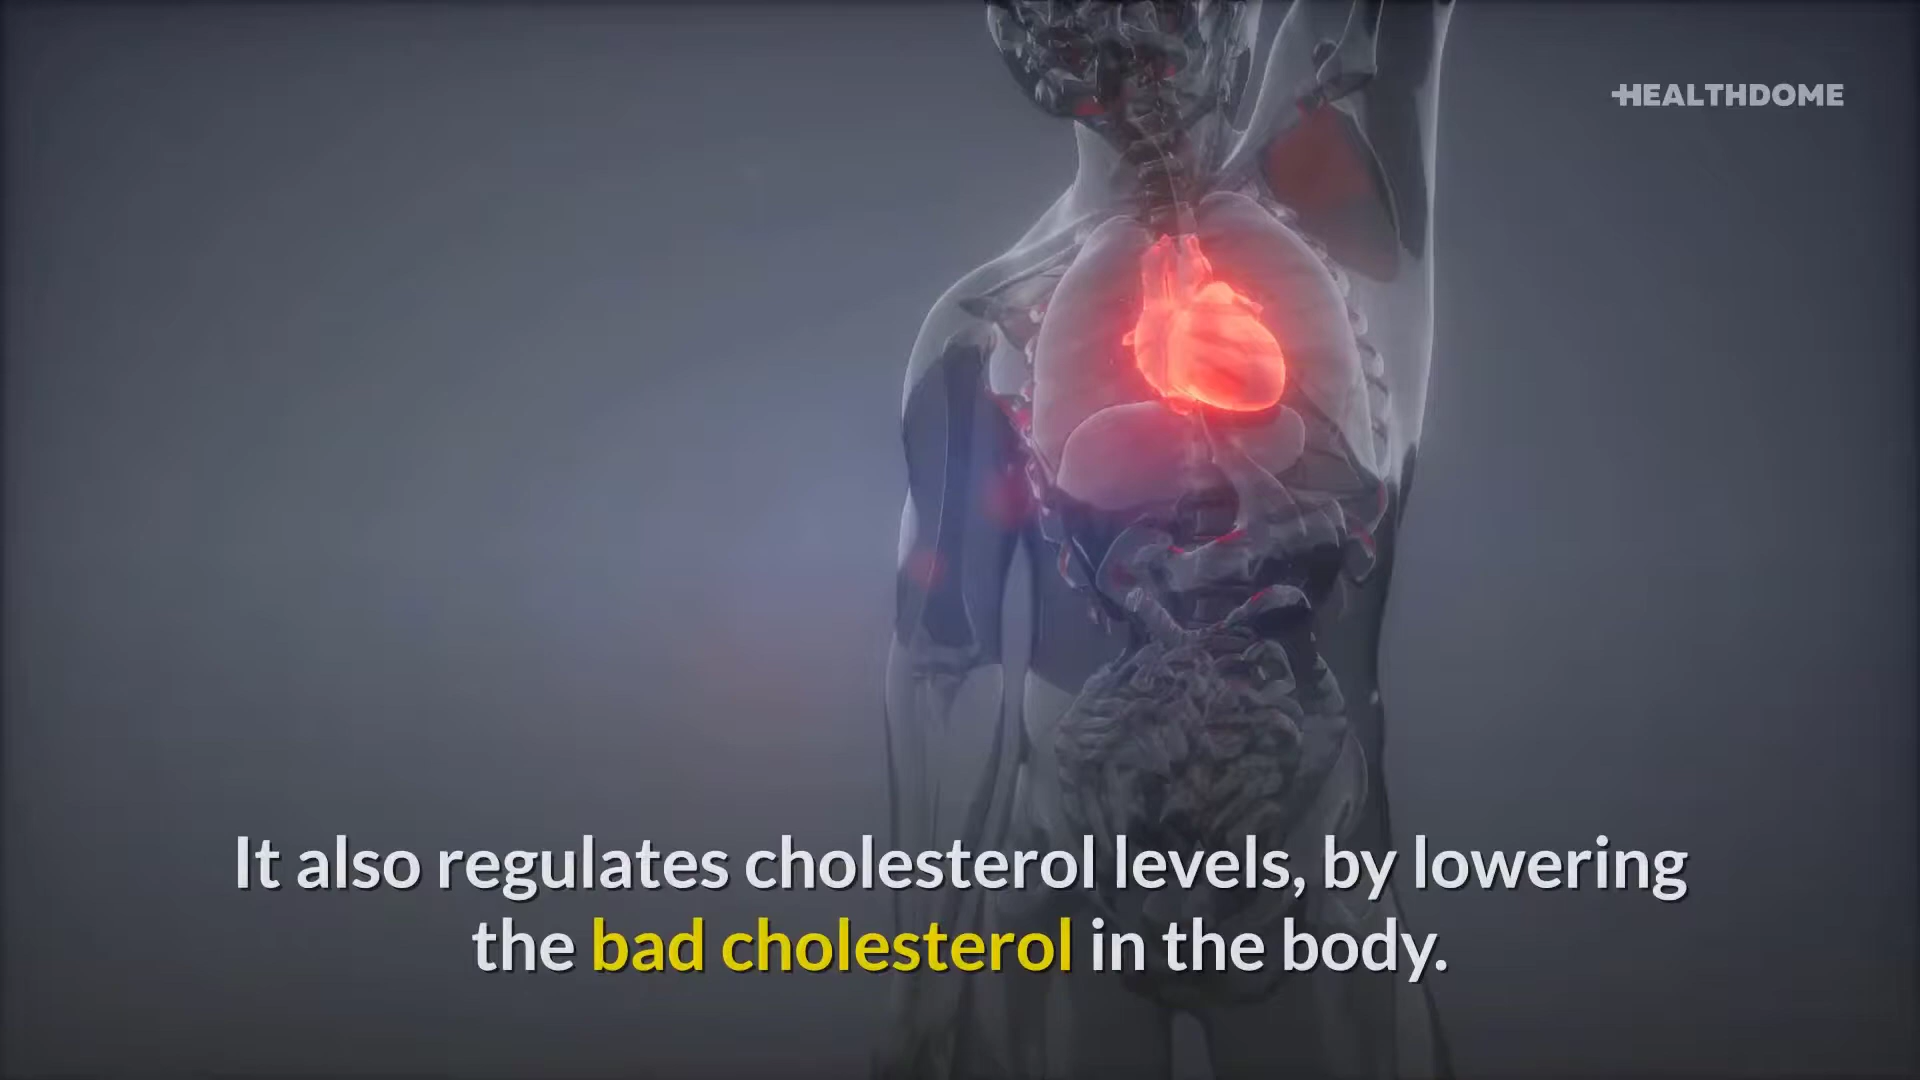 HEALTHDOME
It also regulates cholesterol levels, by lowering
the bad cholesterol in the body.